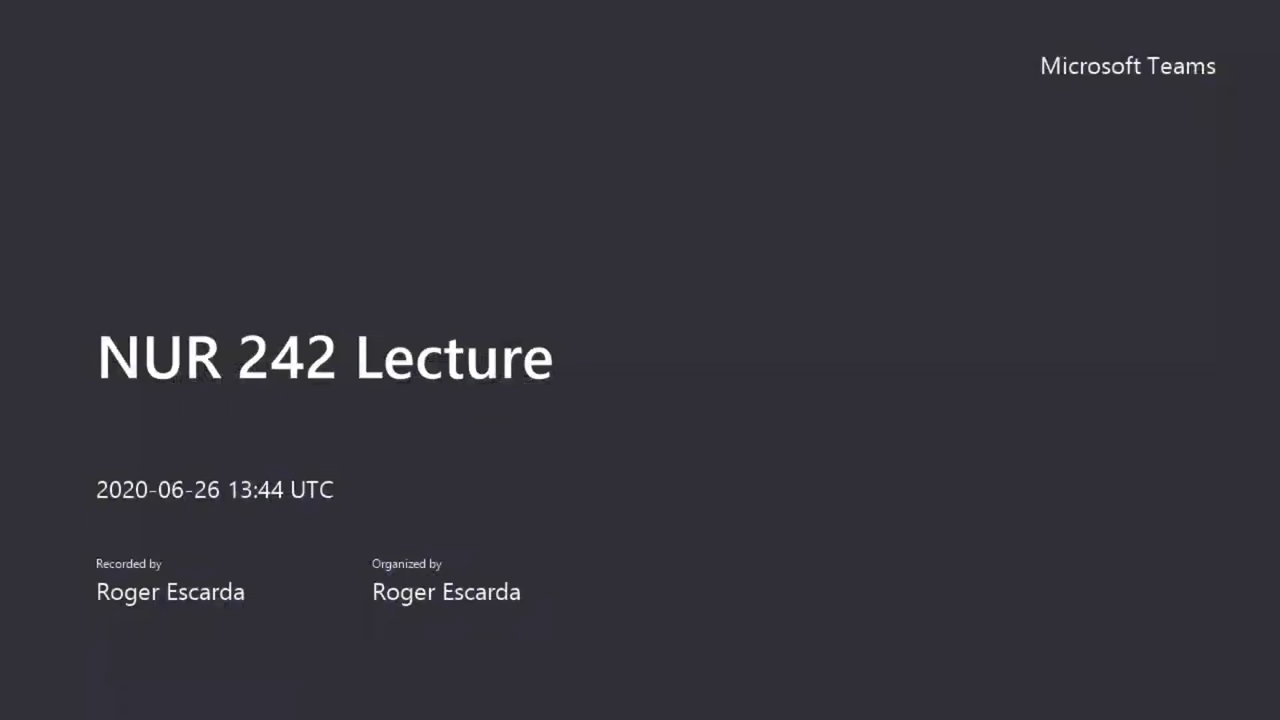 Microsoft Teams
NUR 242 Lecture
2020-06-26 13:44 UTC
Recorded by
Roger Escarda
Organized by
Roger Escarda